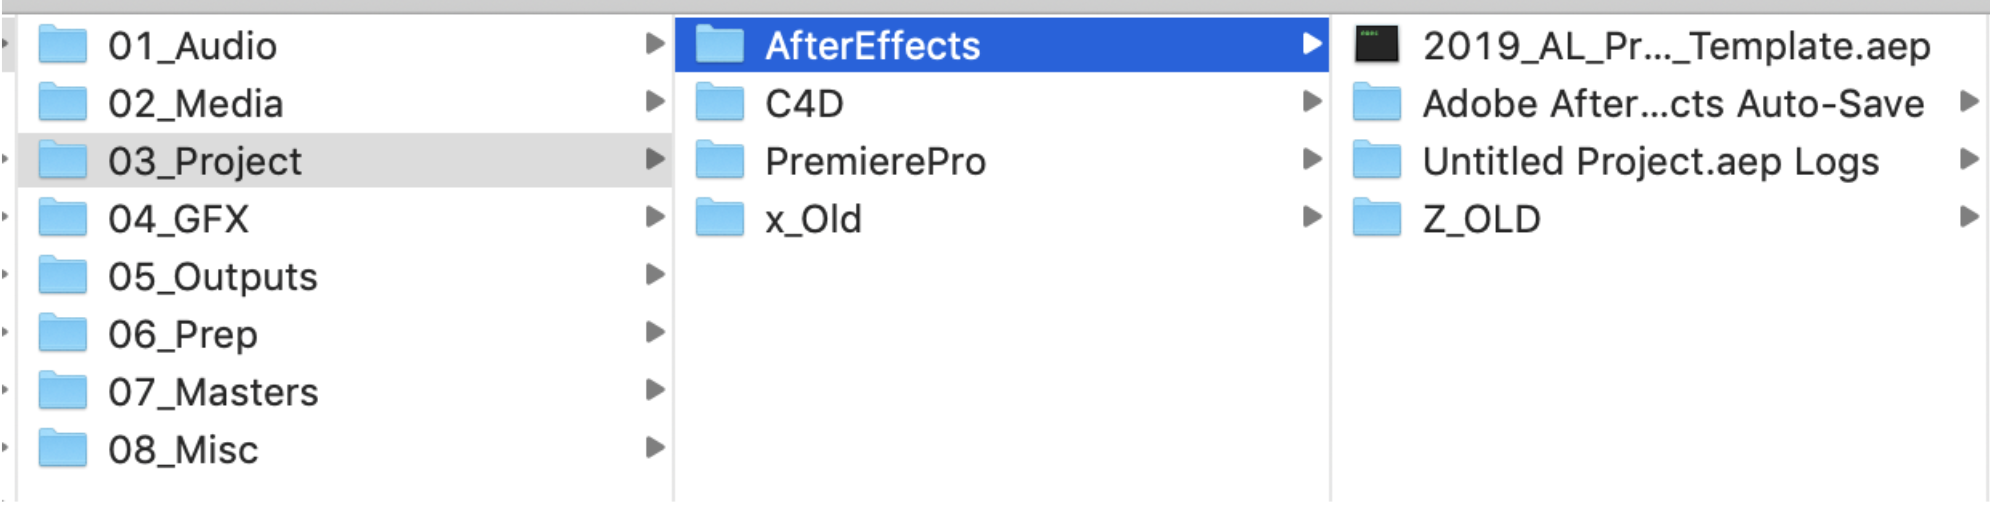 01_Audio
02_Media
03_Project
04_GFX
05_Outputs
06_Prep
07_Masters
08_Misc
AfterEffects
C4D
PremierePro
x_Old
2019_AL_Pr..._Template.aep
Adobe After...cts Auto-Save
Untitled Project.aep Logs
Z_OLD